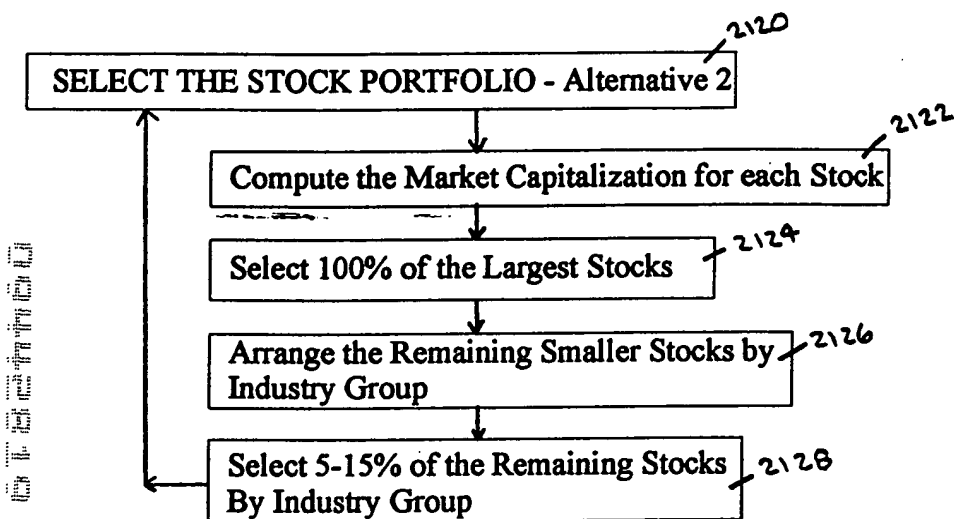 2120
SELECT THE STOCK PORTFOLIO - Alternative 2
2122
Compute the Market Capitalization for each Stock
2124
Select 100% of the Largest Stocks
2126
Arrange the Remaining Smaller Stocks by
Industry Group
2128
Select 5-15% of the Remaining Stocks
By Industry Group